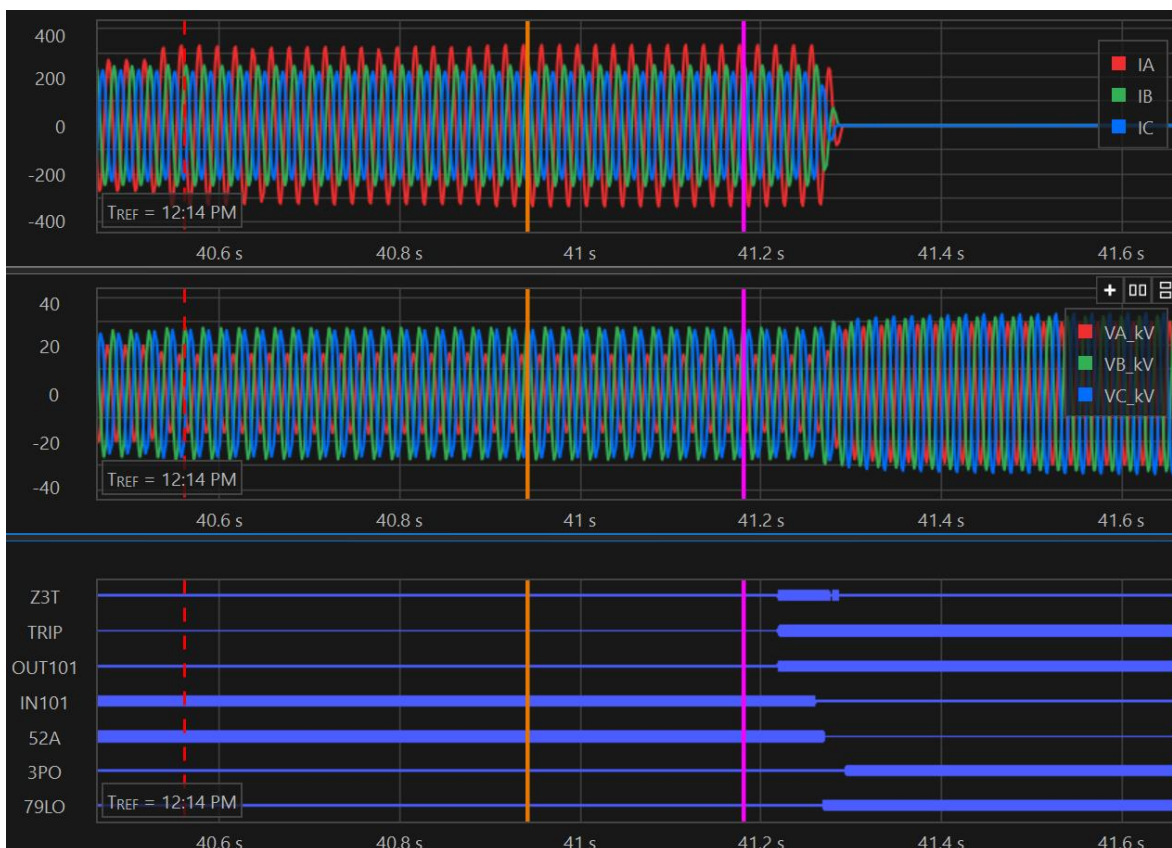 400
200
0
-200
-400
IA
IB
IC
TREF = 12:14 PM
40.6 s 40.8 s 41 s 41.2 s 41.4 s 41.6 s
40
20
0
-20
-40
VA_kV
VB_kV
VC_kV
TREF = 12:14 PM
40.6 s 40.8 s 41 s 41.2 s 41.4 s 41.6 s
Z3T
TRIP
OUT101
IN101
52A
3PO
79LO
TREF = 12:14 PM
40.6 s 40.8 s 41 s 41.2 s 41.4 s 41.6 s